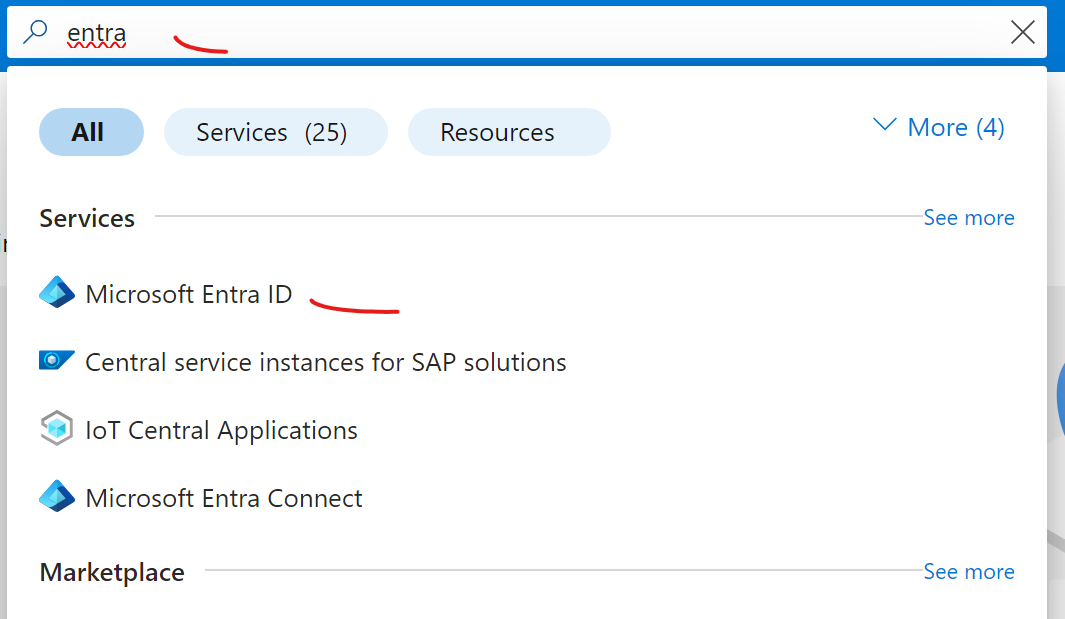 entra
All Services (25) Resources More (4)
Services See more
Microsoft Entra ID
Central service instances for SAP solutions
IoT Central Applications
Microsoft Entra Connect
Marketplace See more